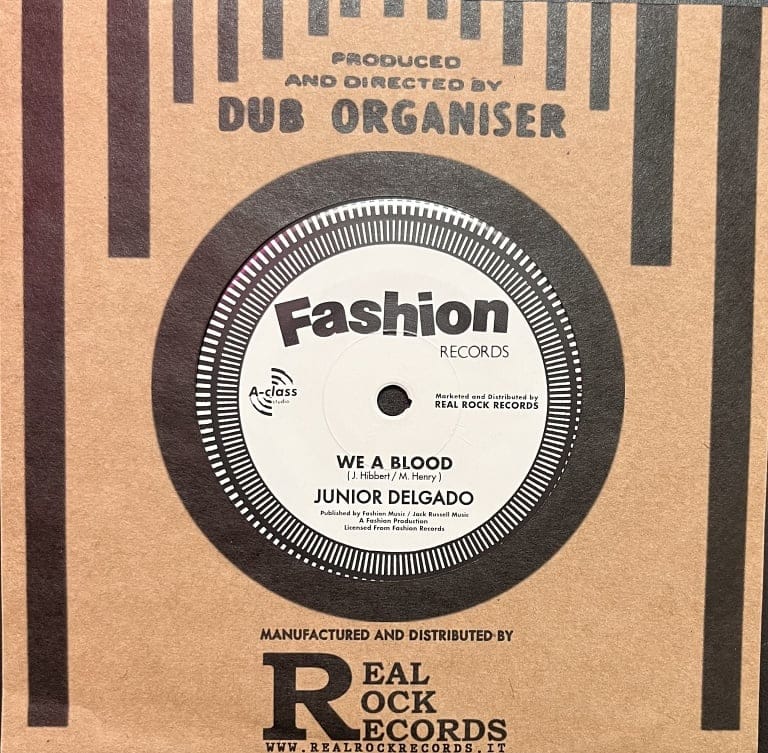 PRODUCED
AND DIRECTED BY
DUB ORGANISER
Fashion
RECORDS
A-class
studio
Marketed and Distributed by
REAL ROCK RECORDS
WE A BLOOD
( J. Hibbert / M. Henry )
JUNIOR DELGADO
Published by Fashion Music / Jack Russell Music
A Fashion Production
Licensed From Fashion Records
MANUFACTURED AND DISTRIBUTED BY
REAL
ROCK
RECORDS
WWW.REALROCKRECORDS.IT